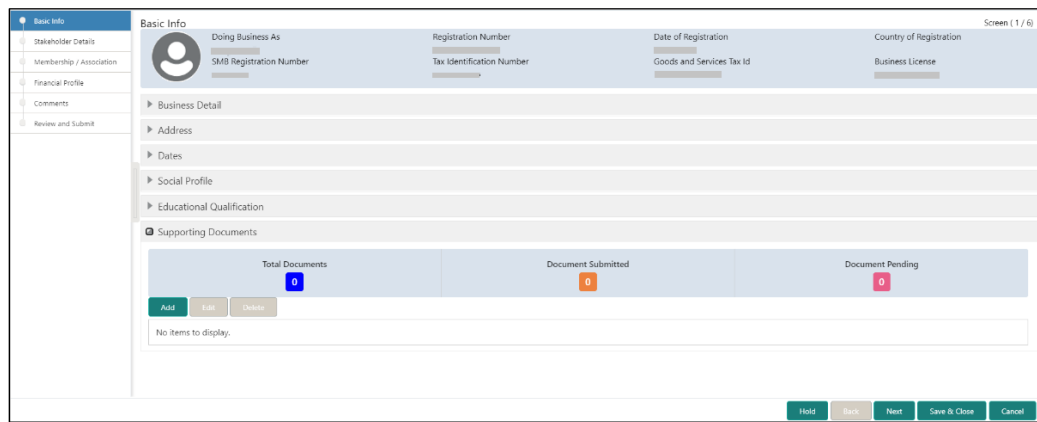 Basic Info
Stakeholder Details
Membership / Association
Financial Profile
Comments
Review and Submit
Basic Info
Screen ( 1 / 6)
Doing Business As
Registration Number
Date of Registration
Country of Registration
SMB Registration Number
Tax Identification Number
Goods and Services Tax Id
Business License
Business Detail
Address
Dates
Social Profile
Educational Qualification
Supporting Documents
Total Documents
Document Submitted
Document Pending
0
0
0
Add Edit Delete
No items to display.
Hold Back Next Save & Close Cancel